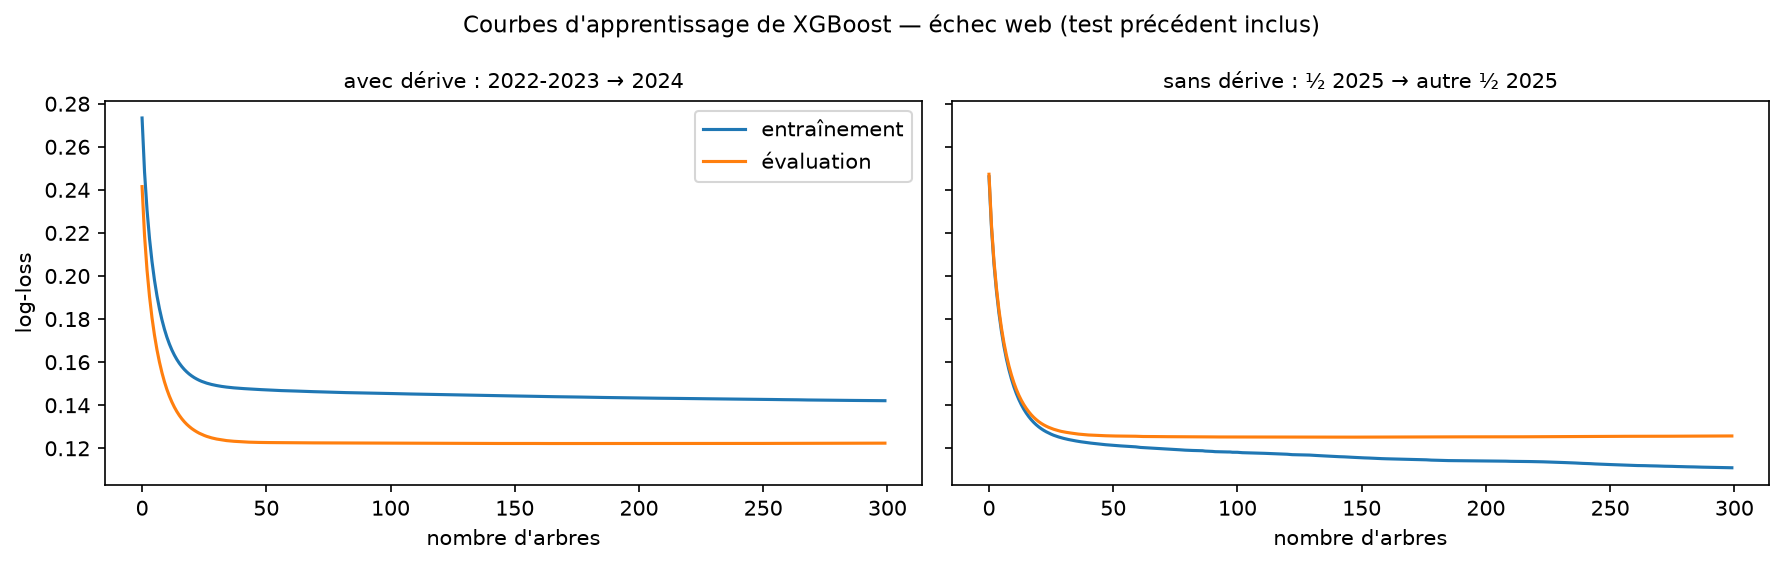 Courbes d'apprentissage de XGBoost — échec web (test précédent inclus)
avec dérive : 2022-2023 → 2024
sans dérive : ½ 2025 → autre ½ 2025
entraînement
évaluation
log-loss
0.28
0.26
0.24
0.22
0.20
0.18
0.16
0.14
0.12
0 50 100 150 200 250 300
0 50 100 150 200 250 300
nombre d'arbres
nombre d'arbres